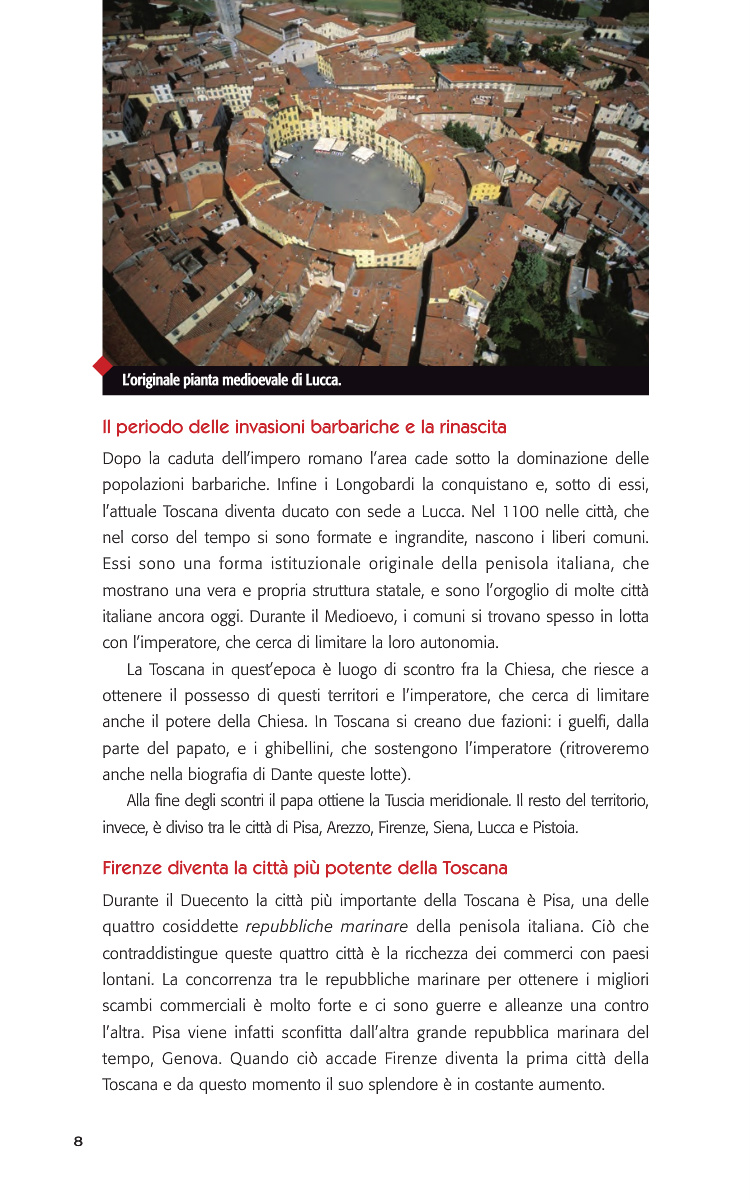 L'originale pianta medioevale di Lucca.
Il periodo delle invasioni barbariche e la rinascita
Dopo la caduta dell'impero romano l'area cade sotto la dominazione delle
popolazioni barbariche. Infine i Longobardi la conquistano e, sotto di essi,
l'attuale Toscana diventa ducato con sede a Lucca. Nel 1100 nelle città, che
nel corso del tempo si sono formate e ingrandite, nascono i liberi comuni.
Essi sono una forma istituzionale originale della penisola italiana, che
mostrano una vera e propria struttura statale, e sono l'orgoglio di molte città
italiane ancora oggi. Durante il Medioevo, i comuni si trovano spesso in lotta
con l'imperatore, che cerca di limitare la loro autonomia.
La Toscana in quest'epoca è luogo di scontro fra la Chiesa, che riesce a
ottenere il possesso di questi territori e l'imperatore, che cerca di limitare
anche il potere della Chiesa. In Toscana si creano due fazioni: i guelfi, dalla
parte del papato, e i ghibellini, che sostengono l'imperatore (ritroveremo
anche nella biografia di Dante queste lotte).
Alla fine degli scontri il papa ottiene la Tuscia meridionale. Il resto del territorio,
invece, è diviso tra le città di Pisa, Arezzo, Firenze, Siena, Lucca e Pistoia.
Firenze diventa la città più potente della Toscana
Durante il Duecento la città più importante della Toscana è Pisa, una delle
quattro cosiddette repubbliche marinare della penisola italiana. Ciò che
contraddistingue queste quattro città è la ricchezza dei commerci con paesi
lontani. La concorrenza tra le repubbliche marinare per ottenere i migliori
scambi commerciali è molto forte e ci sono guerre e alleanze una contro
l'altra. Pisa viene infatti sconfitta dall'altra grande repubblica marinara del
tempo, Genova. Quando ciò accade Firenze diventa la prima città della
Toscana e da questo momento il suo splendore è in costante aumento.
8